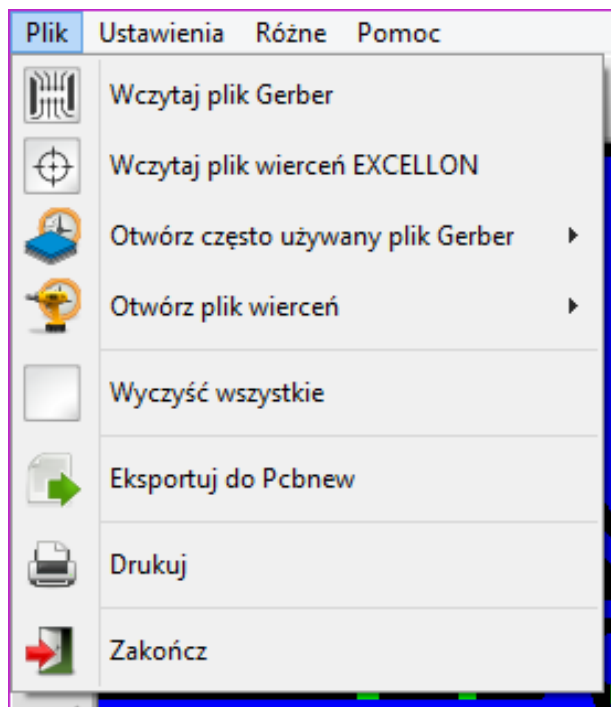 Plik Ustawienia Różne Pomoc
Wczytaj plik Gerber
Wczytaj plik wierceń EXCELLON
Otwórz często używany plik Gerber
Otwórz plik wierceń
Wyczyść wszystkie
Eksportuj do Pcbnew
Drukuj
Zakończ